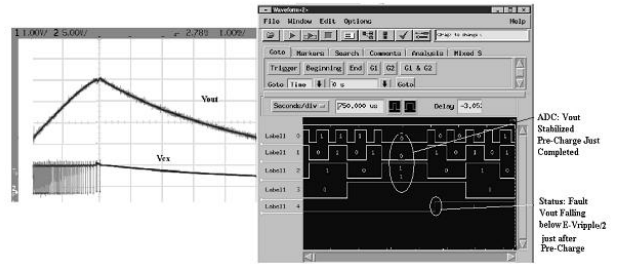 1 1.00V/ 2 5.00V/ 2.78% 1.00%/
Vout
Vcx
Waveform<2>
File Window Edit Options Help
Goto Markers Search Comments Analysis Mixed S
Trigger Beginning End G1 G2 G1 & G2
Goto Time 0 s Goto
Seconds/div 750.000 us Delay -3.05
Label1 0
Label1 1
Label1 2
Label1 3
Label1 4
ADC: Vout
Stabilized
Pre-Charge Just
Completed
Status: Fault
Vout Falling
below E-Vripple/2
just after
Pre-Charge